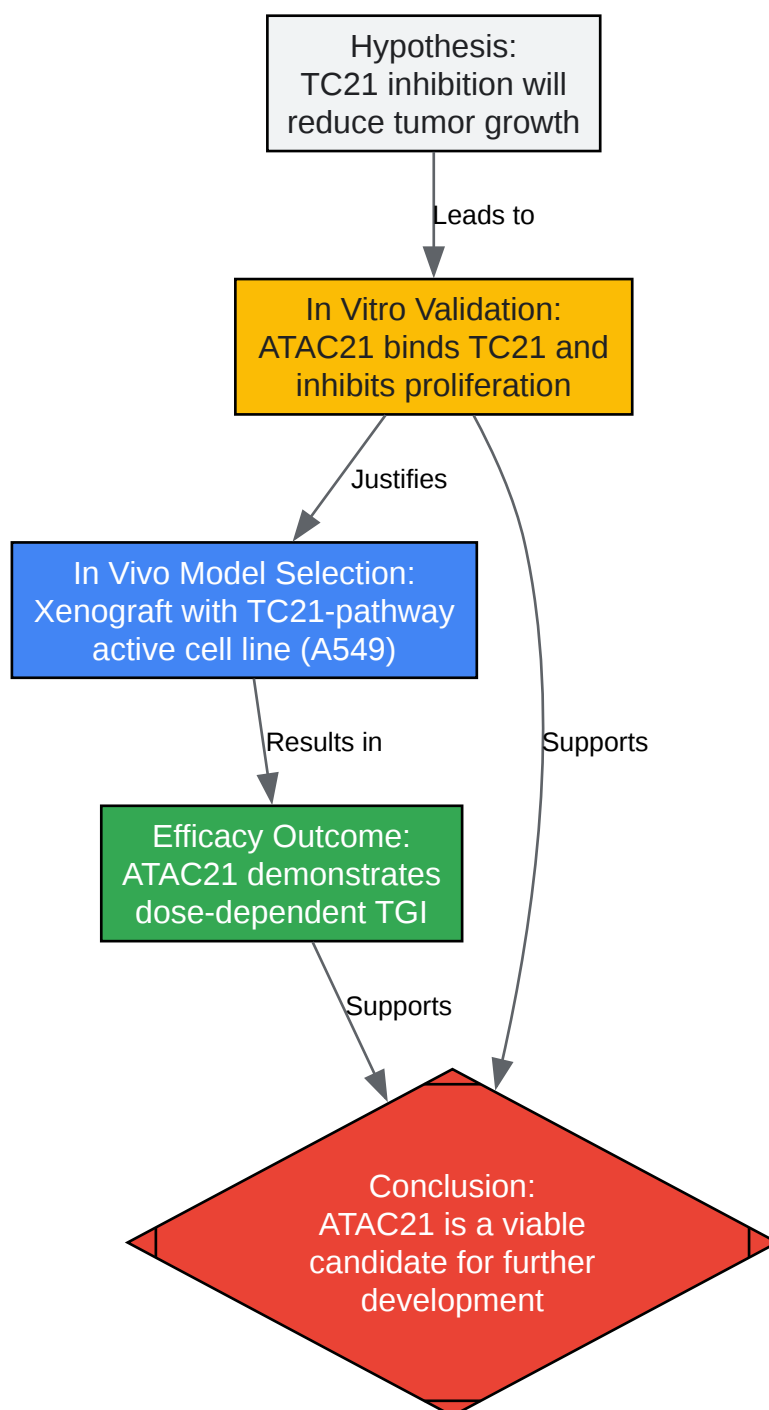 Hypothesis:
TC21 inhibition will
reduce tumor growth
Leads to
In Vitro Validation:
ATAC21 binds TC21 and
inhibits proliferation
Justifies
In Vivo Model Selection:
Xenograft with TC21-pathway
active cell line (A549)
Results in
Supports
Efficacy Outcome:
ATAC21 demonstrates
dose-dependent TGI
Supports
Conclusion:
ATAC21 is a viable
candidate for further
development